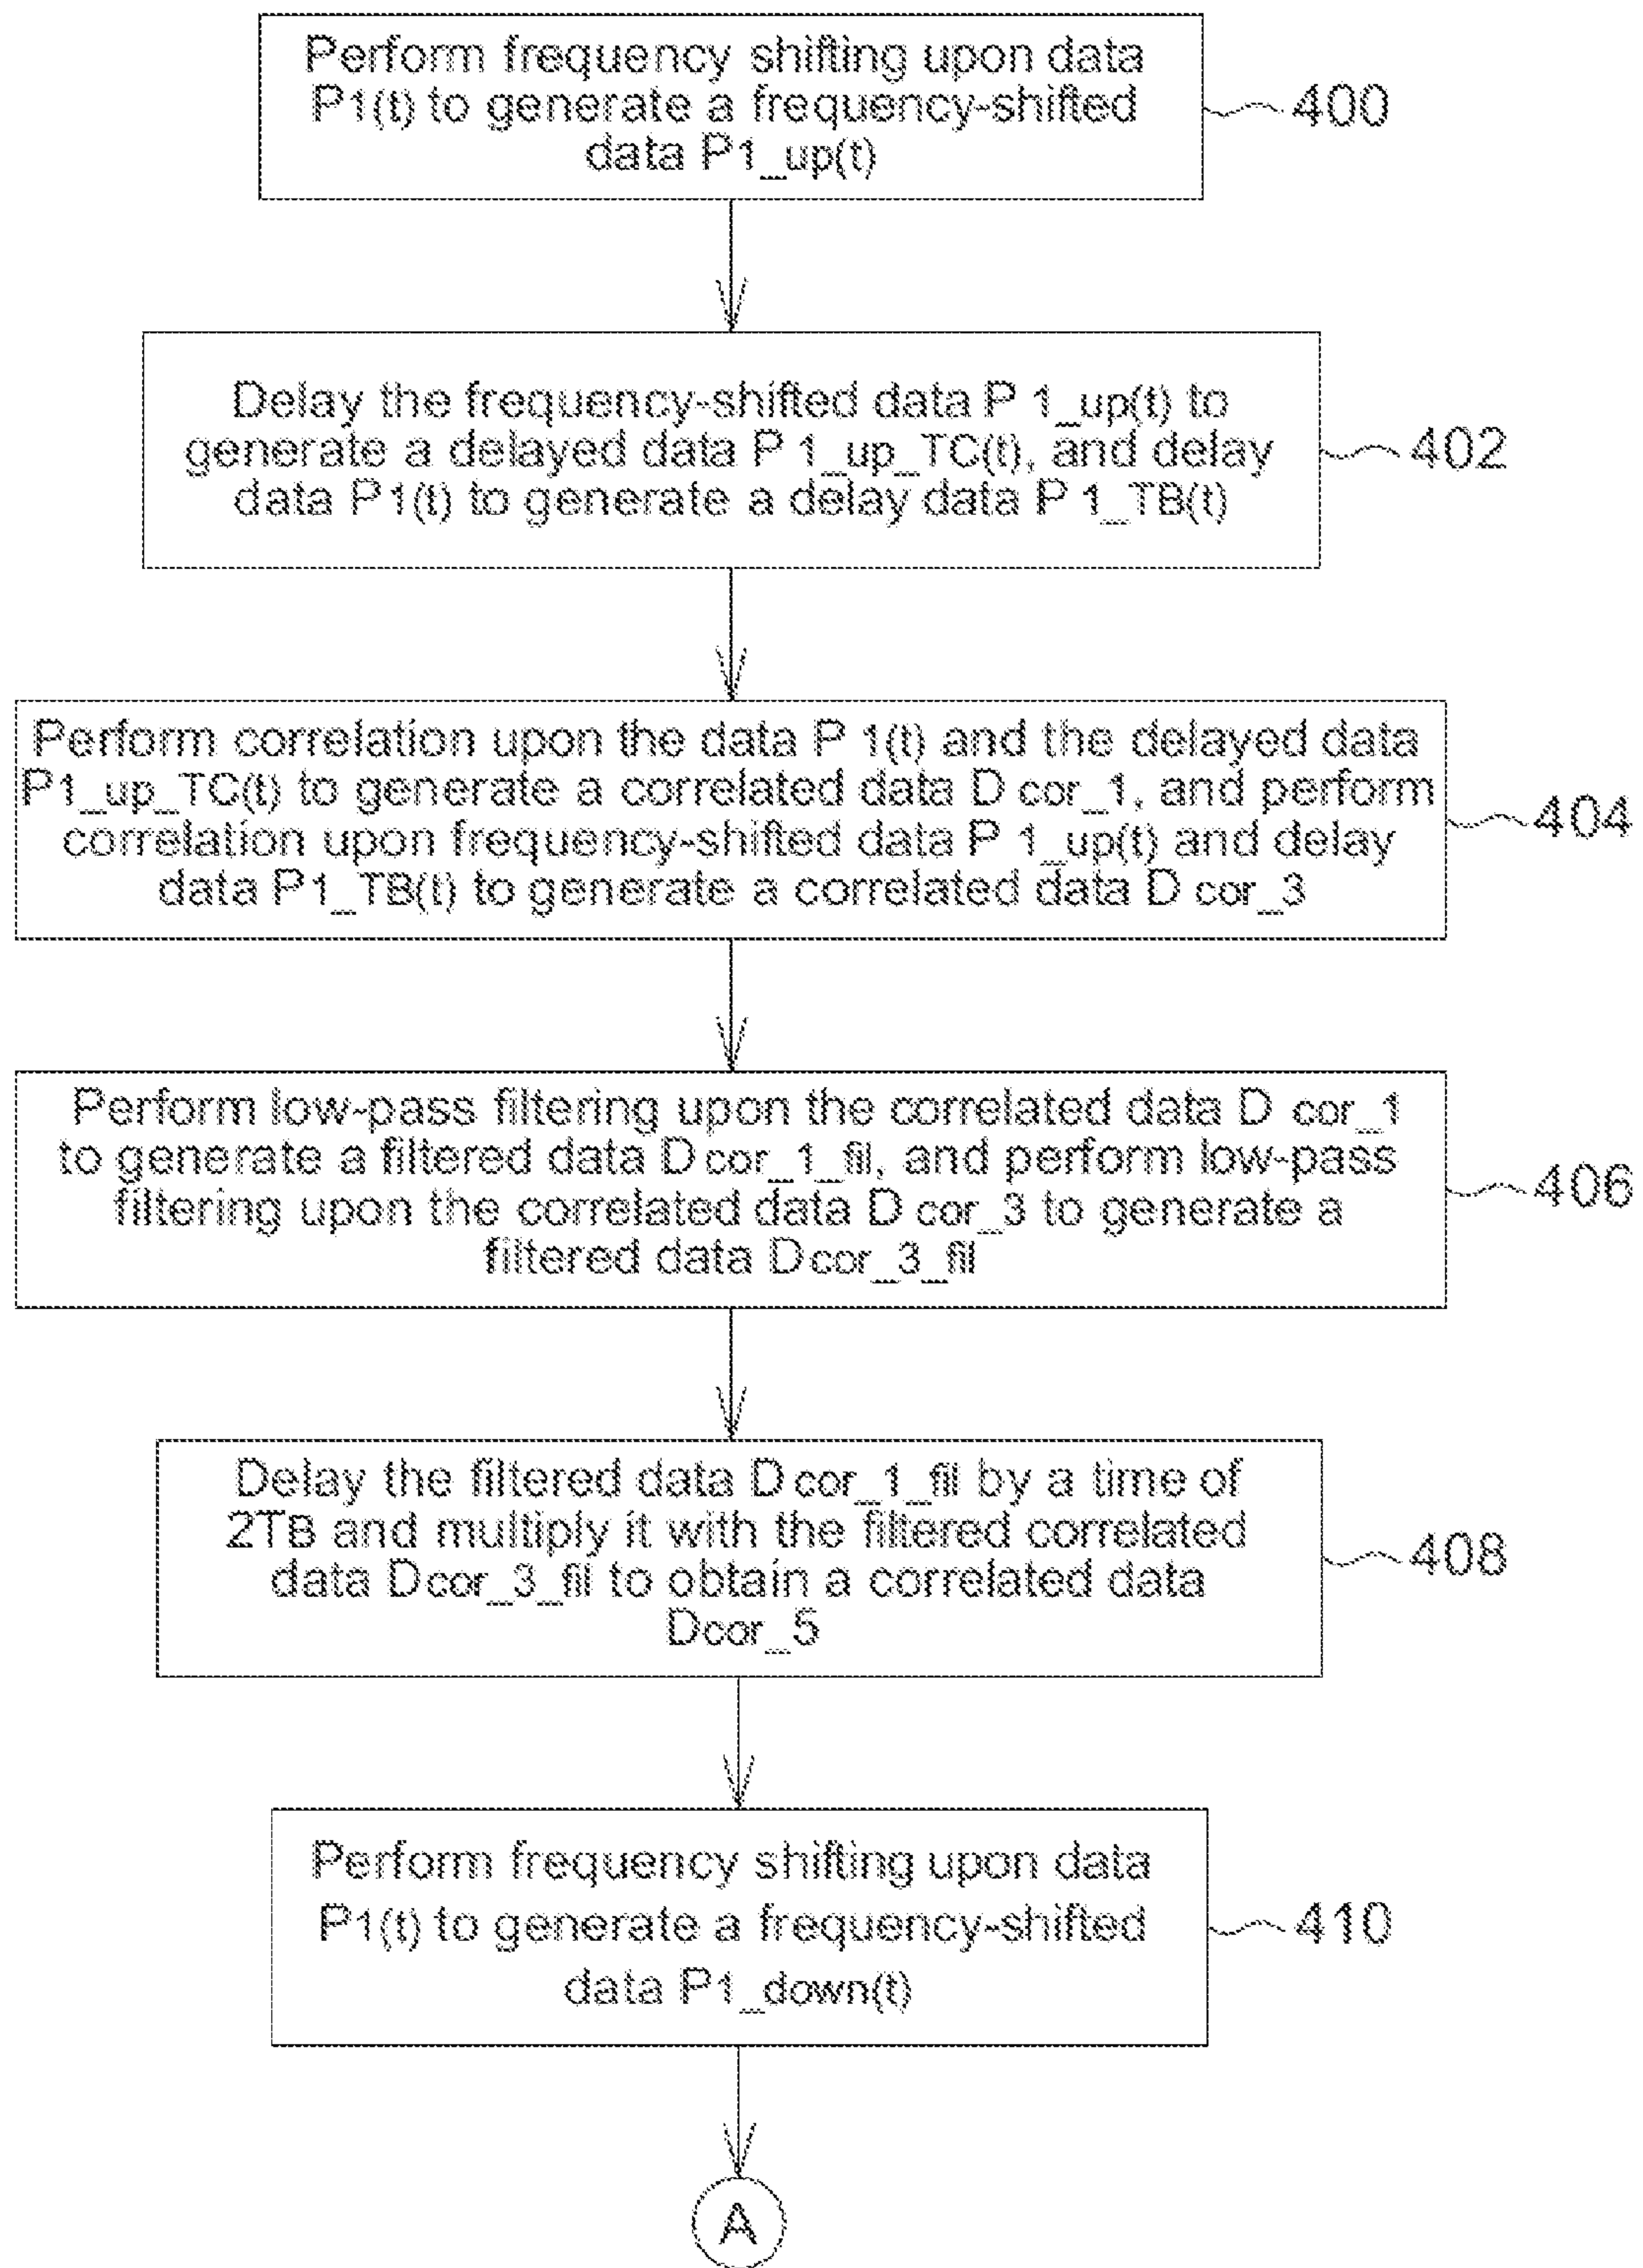 Perform frequency shifting upon data
P1(t) to generate a frequency-shifted
data P1_up(t)
400
Delay the frequency-shifted data P 1_up(t) to
generate a delayed data P 1_up_TC(t), and delay
data P1(t) to generate a delay data P 1_TB(t)
402
Perform correlation upon the data P 1(t) and the delayed data
P1_up_TC(t) to generate a correlated data D cor_1, and perform
correlation upon frequency-shifted data P 1_up(t) and delay
data P1_TB(t) to generate a correlated data D cor_3
404
Perform low-pass filtering upon the correlated data D cor_1
to generate a filtered data Dcor_1_fil, and perform low-pass
filtering upon the correlated data D cor_3 to generate a
filtered data Dcor_3_fil
406
Delay the filtered data Dcor_1_fil by a time of
2TB and multiply it with the filtered correlated
data Dcor_3_fil to obtain a correlated data
Dcor_5
408
Perform frequency shifting upon data
P1(t) to generate a frequency-shifted
data P1_down(t)
410
A